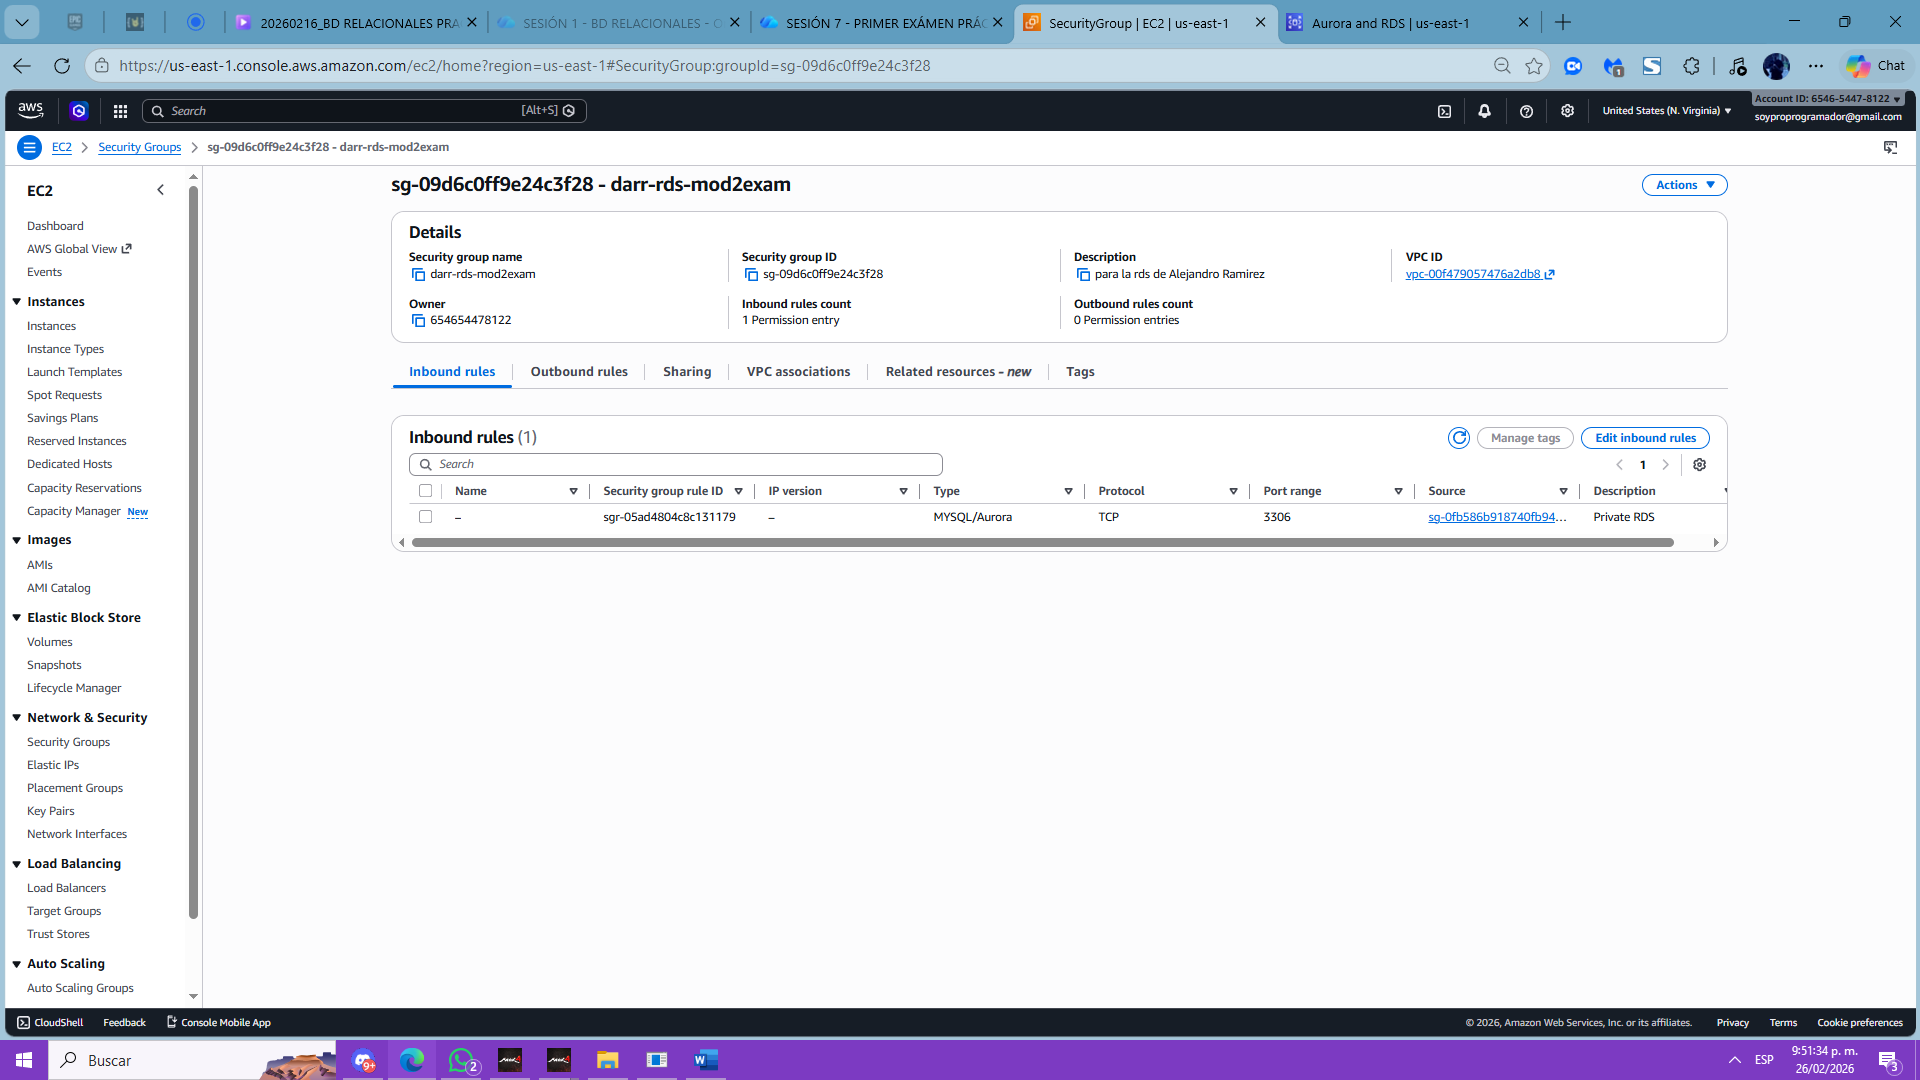 20260216_BD RELACIONALES PRA
SESIÓN 1 - BD RELACIONALES - C
SESIÓN 7 - PRIMER EXÁMEN PRÁC
SecurityGroup | EC2 | us-east-1
Aurora and RDS | us-east-1
https://us-east-1.console.aws.amazon.com/ec2/home?region=us-east-1#SecurityGroup:groupId=sg-09d6c0ff9e24c3f28
1
Chat
aws
Search
[Alt+S]
United States (N. Virginia)
Account ID: 6546-5447-8122
soyproprogramador@gmail.com
EC2
Security Groups
sg-09d6c0ff9e24c3f28 - darr-rds-mod2exam
EC2
Dashboard
AWS Global View
Events
Instances
Instances
Instance Types
Launch Templates
Spot Requests
Savings Plans
Reserved Instances
Dedicated Hosts
Capacity Reservations
Capacity Manager New
Images
AMIs
AMI Catalog
Elastic Block Store
Volumes
Snapshots
Lifecycle Manager
Network & Security
Security Groups
Elastic IPs
Placement Groups
Key Pairs
Network Interfaces
Load Balancing
Load Balancers
Target Groups
Trust Stores
Auto Scaling
Auto Scaling Groups
sg-09d6c0ff9e24c3f28 - darr-rds-mod2exam
Actions
Details
Security group name
darr-rds-mod2exam
Security group ID
sg-09d6c0ff9e24c3f28
Description
para la rds de Alejandro Ramirez
VPC ID
vpc-00f479057476a2db8
Owner
654654478122
Inbound rules count
1 Permission entry
Outbound rules count
0 Permission entries
Inbound rules
Outbound rules
Sharing
VPC associations
Related resources - new
Tags
Inbound rules (1)
Manage tags
Edit inbound rules
Search
1
Name
Security group rule ID
IP version
Type
Protocol
Port range
Source
Description
–
sgr-05ad4804c8c131179
–
MYSQL/Aurora
TCP
3306
sg-0fb586b918740fb94...
Private RDS
CloudShell
Feedback
Console Mobile App
© 2026, Amazon Web Services, Inc. or its affiliates.
Privacy
Terms
Cookie preferences
Buscar
9+
2
W
ESP
9:51:34 p. m.
26/02/2026
3